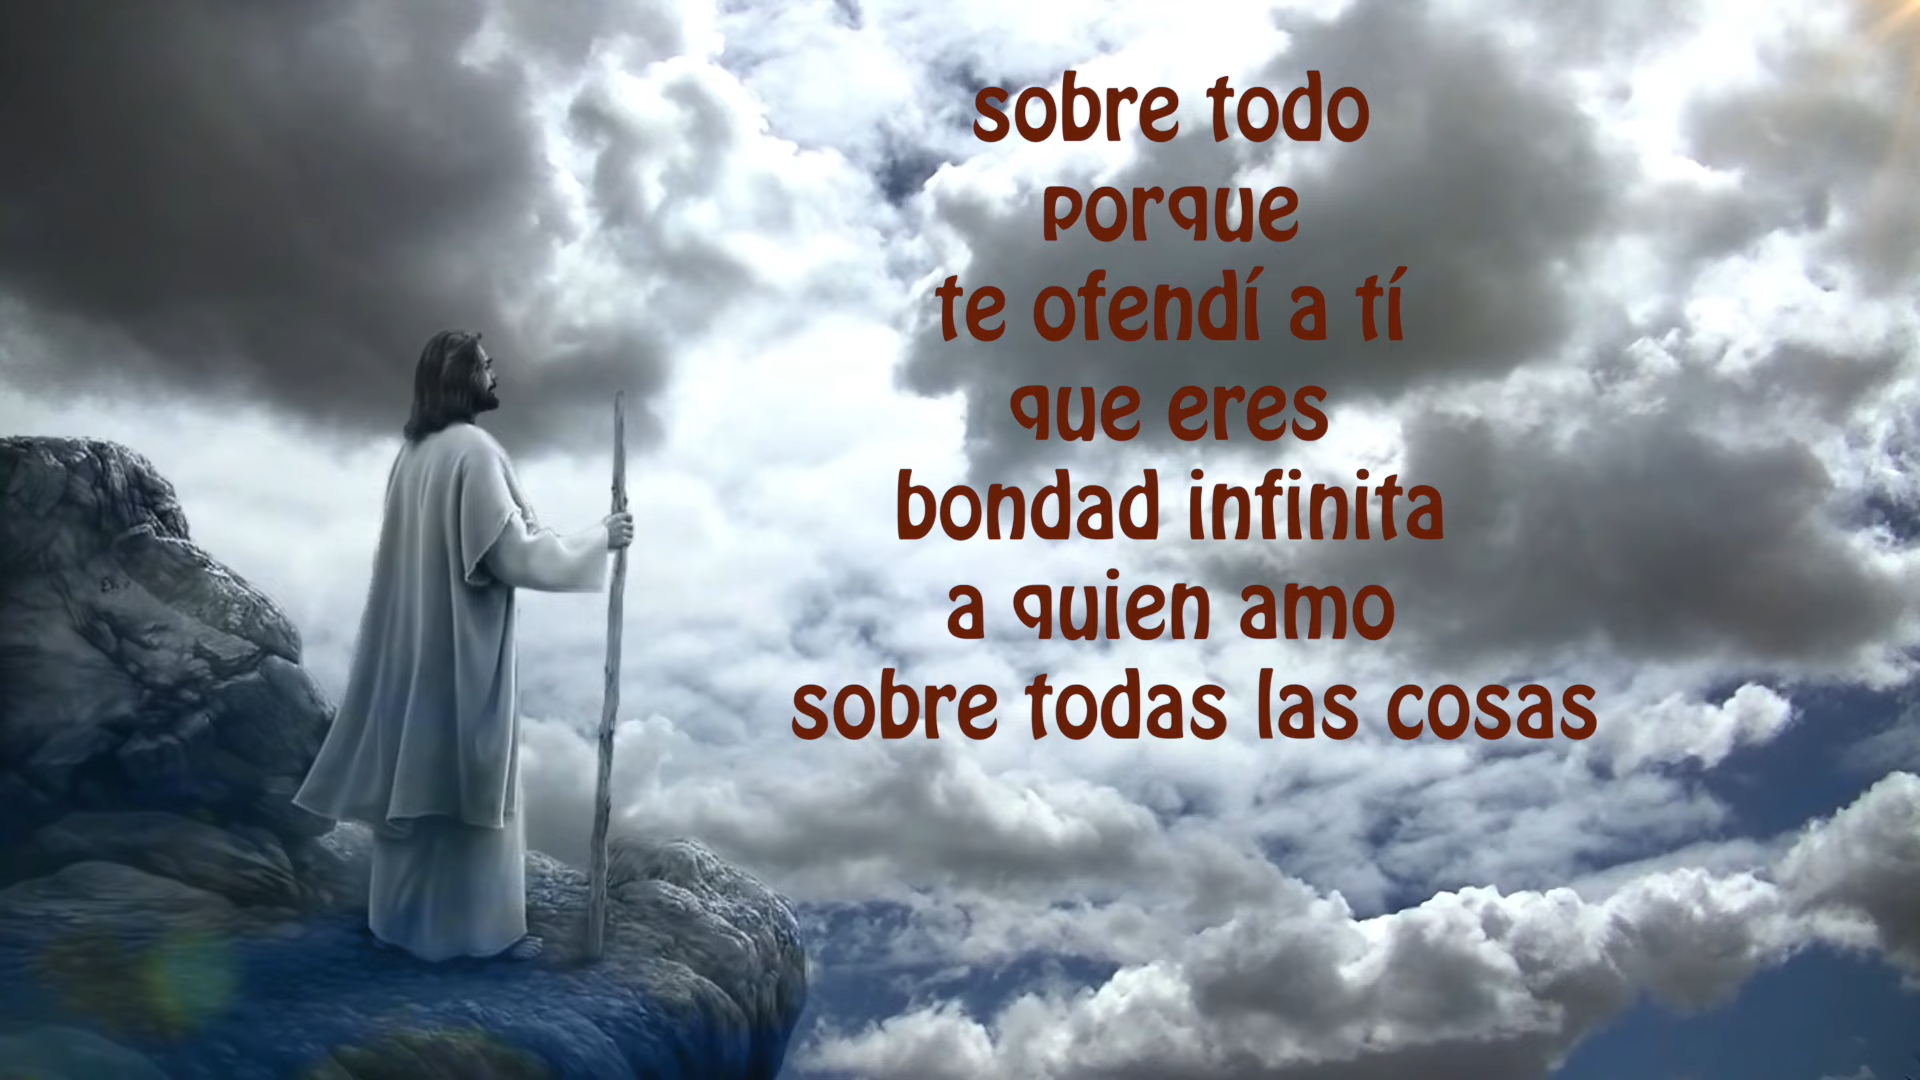 sobre todo
porque
te ofendí a tí
que eres
bondad infinita
a quien amo
sobre todas las cosas